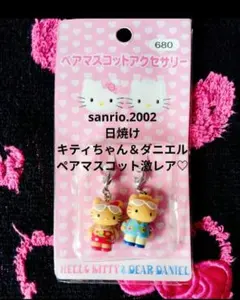 680
ペアマスコットアクセサリー
sanrio.2002
日焼け
キティちゃん＆ダニエル
ペアマスコット激レア♡
HELLO KITTY & DEAR DANIEL